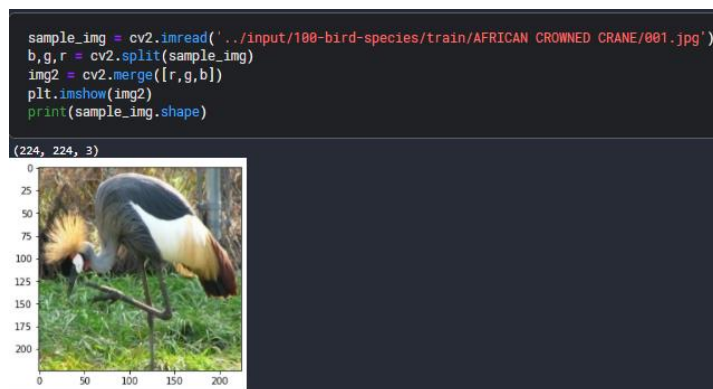 sample_img = cv2.imread('../input/100-bird-species/train/AFRICAN CROWNED CRANE/001.jpg')
b,g,r = cv2.split(sample_img)
img2 = cv2.merge([r,g,b])
plt.imshow(img2)
print(sample_img.shape)
(224, 224, 3)
0
25
50
75
100
125
150
175
200
0 50 100 150 200